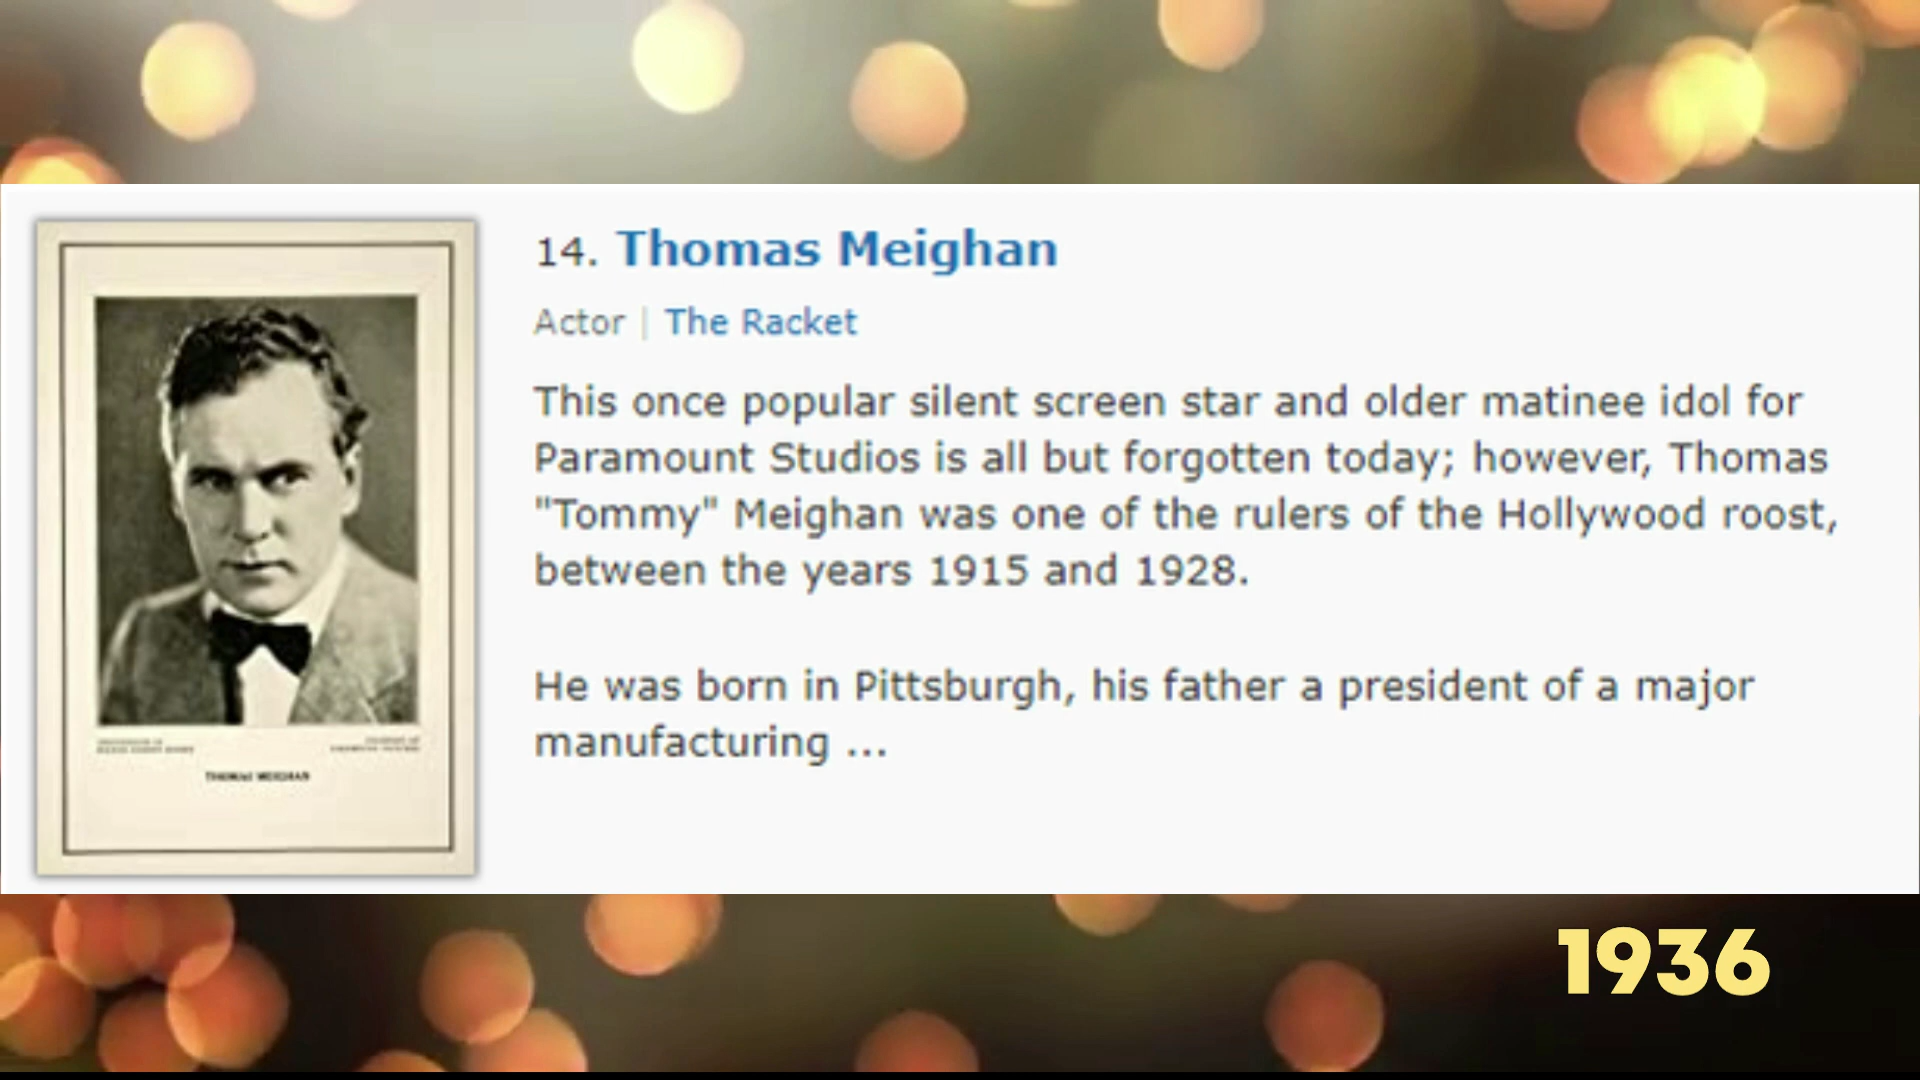 14. Thomas Meighan
Actor | The Racket
This once popular silent screen star and older matinee idol for
Paramount Studios is all but forgotten today; however, Thomas
"Tommy" Meighan was one of the rulers of the Hollywood roost,
between the years 1915 and 1928.
He was born in Pittsburgh, his father a president of a major
manufacturing ...
THOMAS MEIGHAN
1936